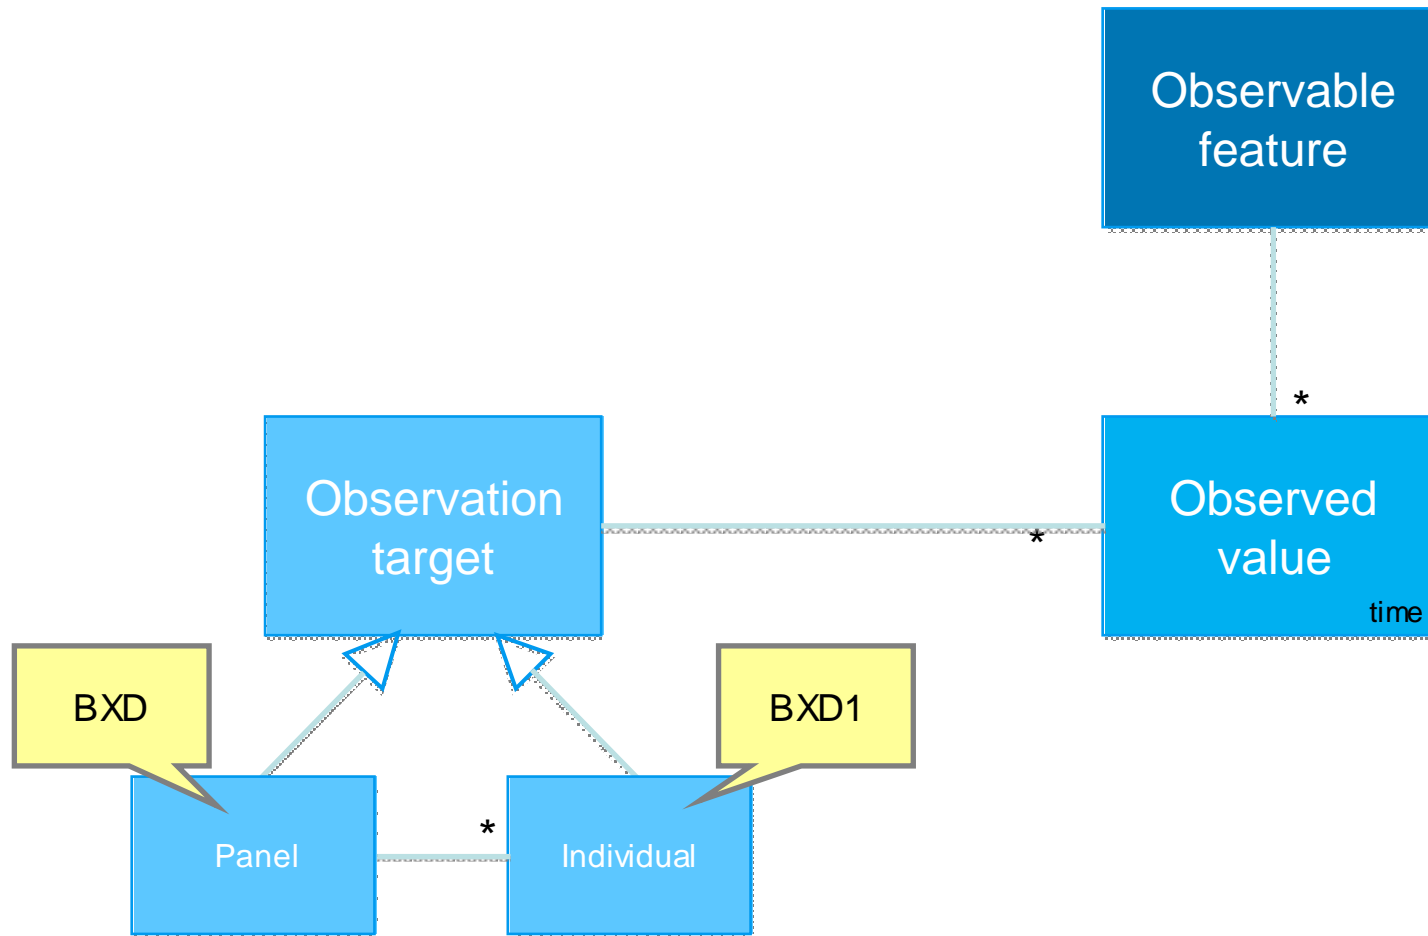 Observable
feature
*
Observation
target
*
Observed
value
time
BXD
BXD1
*
Panel
Individual